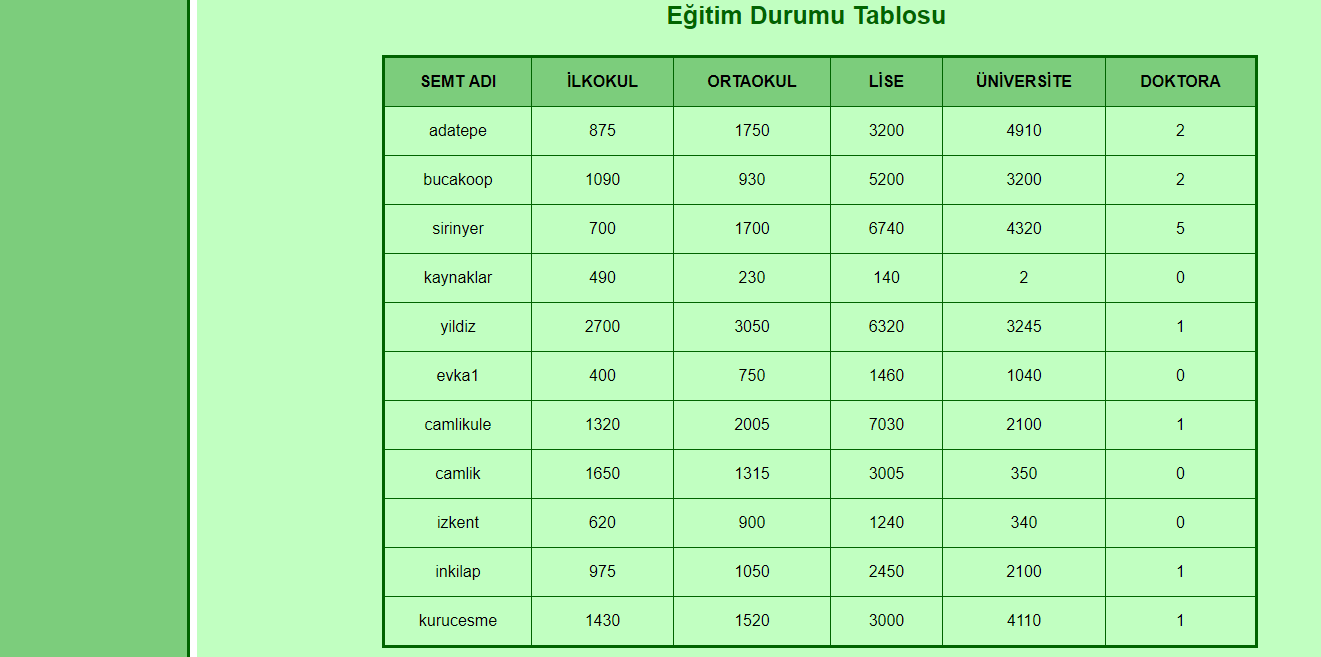 Eğitim Durumu Tablosu
SEMT ADI İLKOKUL ORTAOKUL LİSE ÜNİVERSİTE DOKTORA
adatepe 875 1750 3200 4910 2
bucakoop 1090 930 5200 3200 2
sirinyer 700 1700 6740 4320 5
kaynaklar 490 230 140 2 0
yildiz 2700 3050 6320 3245 1
evka1 400 750 1460 1040 0
camlikule 1320 2005 7030 2100 1
camlik 1650 1315 3005 350 0
izkent 620 900 1240 340 0
inkilap 975 1050 2450 2100 1
kurucesme 1430 1520 3000 4110 1